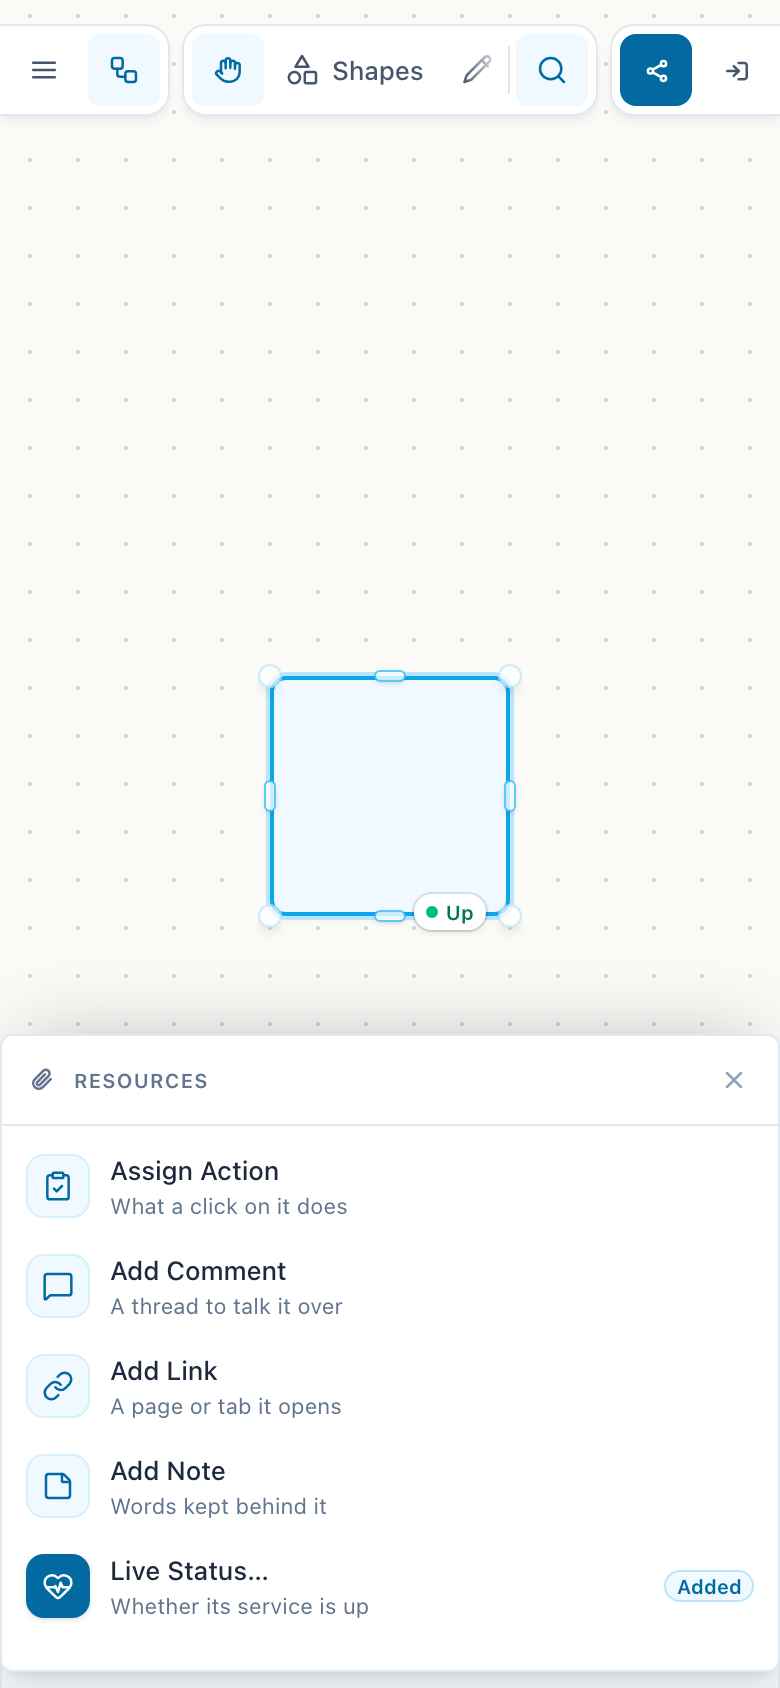 Shapes
Up
RESOURCES
Assign Action
What a click on it does
Add Comment
A thread to talk it over
Add Link
A page or tab it opens
Add Note
Words kept behind it
Live Status...
Added
Whether its service is up